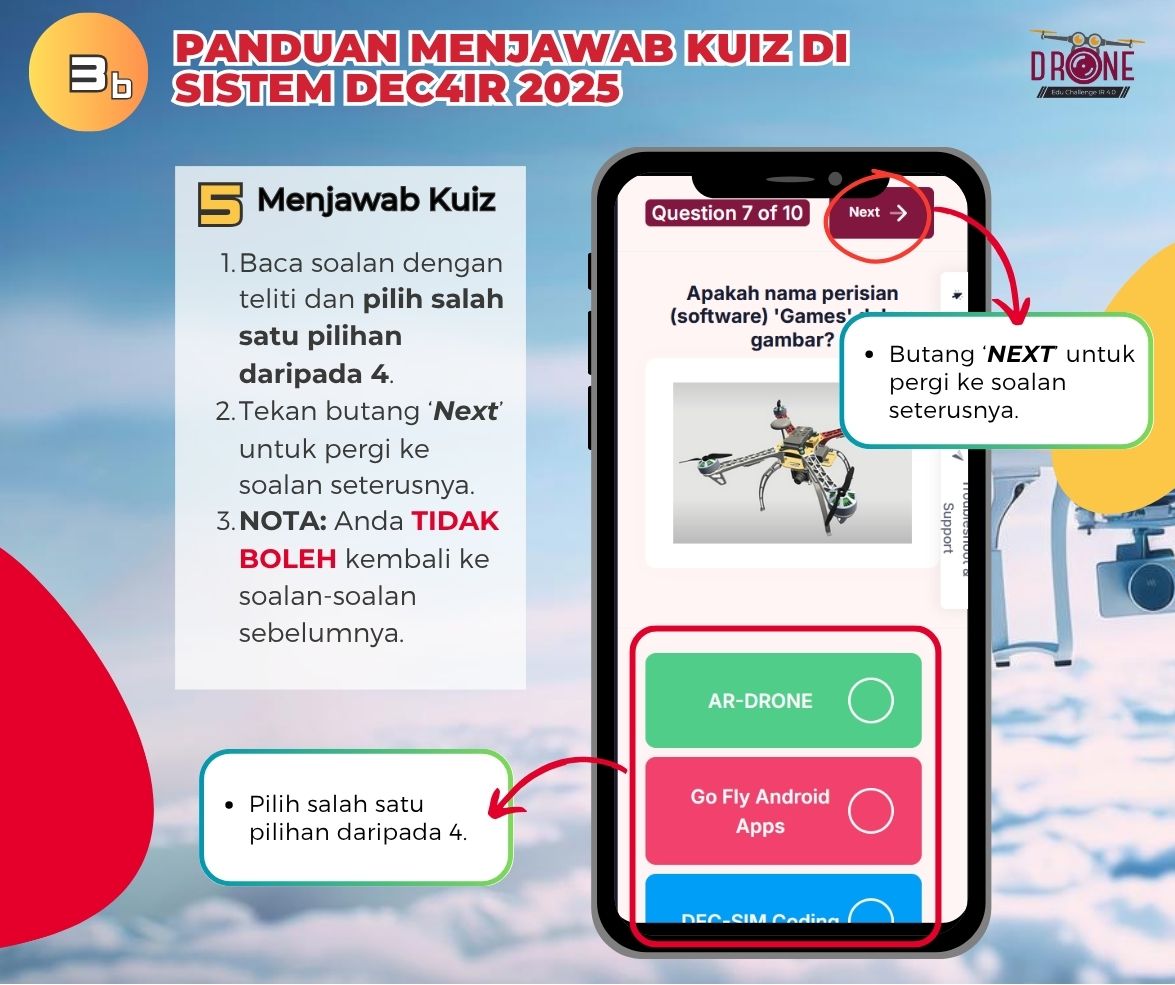 3b
PANDUAN MENJAWAB KUIZ DI
SISTEM DEC4IR 2025
DRONE
Edu Challenge IR 4.0
5 Menjawab Kuiz
1. Baca soalan dengan
teliti dan pilih salah
satu pilihan
daripada 4.
2. Tekan butang ‘Next’
untuk pergi ke
soalan seterusnya.
3. NOTA: Anda TIDAK
BOLEH kembali ke
soalan-soalan
sebelumnya.
• Pilih salah satu
pilihan daripada 4.
Question 7 of 10
Next →
Apakah nama perisian
(software) 'Games'
gambar?
• Butang ‘NEXT’ untuk
pergi ke soalan
seterusnya.
Troubleshoot &
Support
AR-DRONE
Go Fly Android
Apps
DEC-SIM Coding